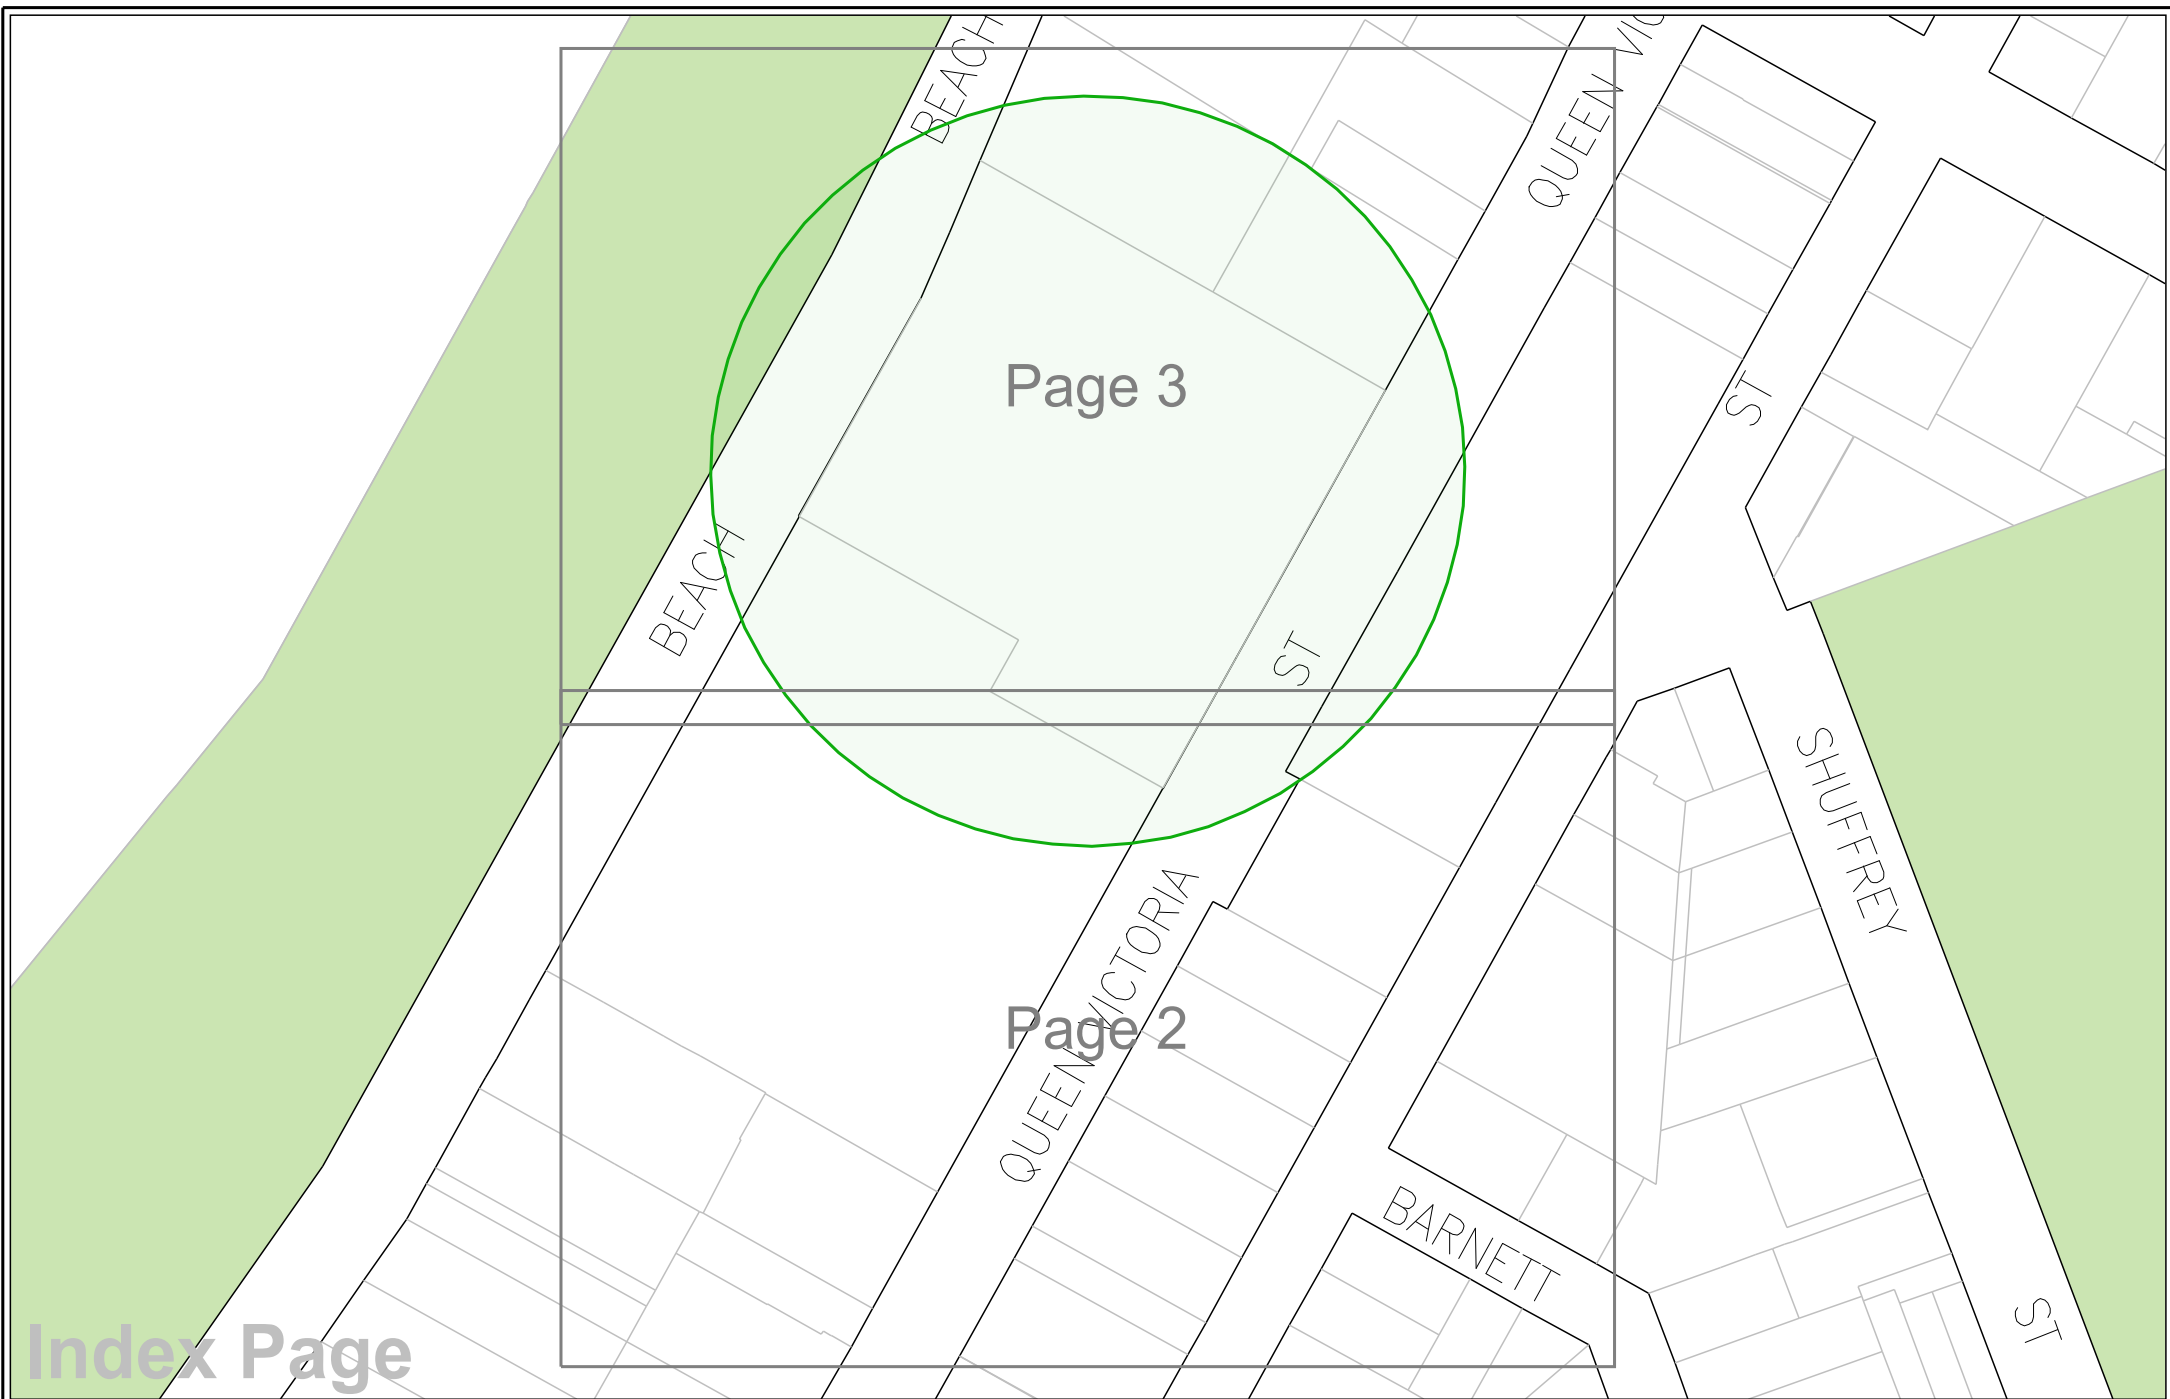 BEACH
QUEEN VIC
Page 3
ST
BEACH
ST
SHUFFREY
QUEEN VICTORIA
Page 2
BARNETT
ST
Index Page